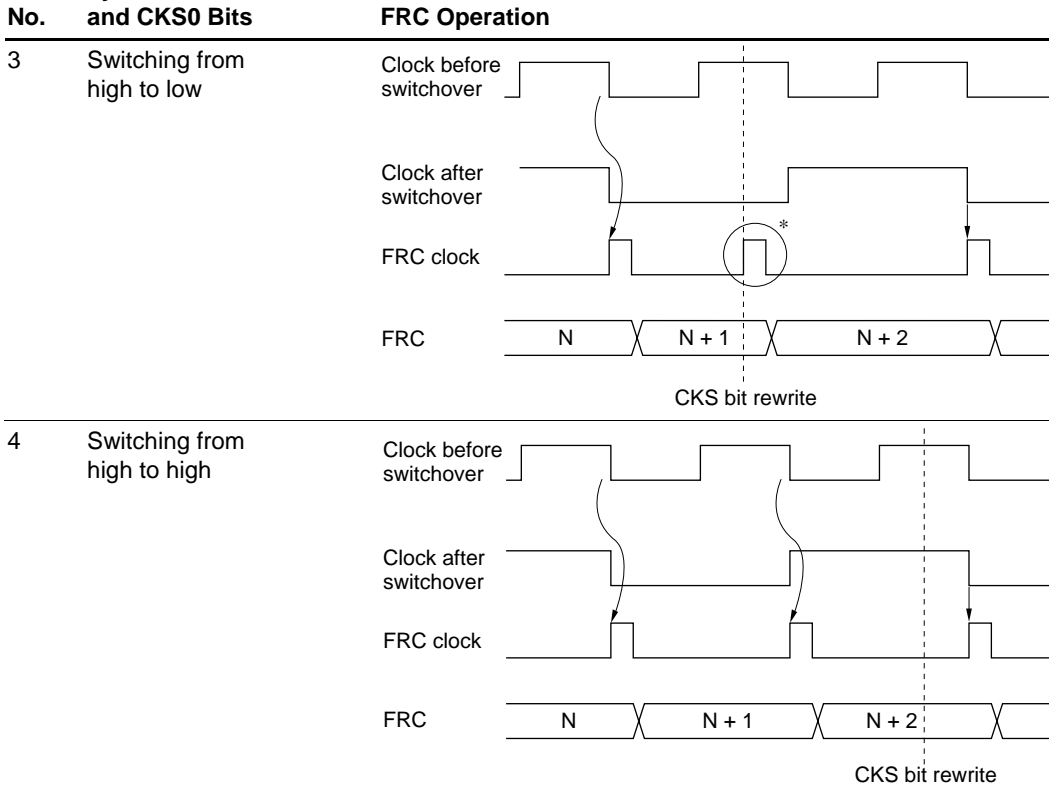 No. and CKS0 Bits FRC Operation
3 Switching from
high to low
Clock before
switchover
Clock after
switchover
*
FRC clock
FRC N N + 1 N + 2
CKS bit rewrite
4 Switching from
high to high
Clock before
switchover
Clock after
switchover
FRC clock
FRC N N + 1 N + 2
CKS bit rewrite